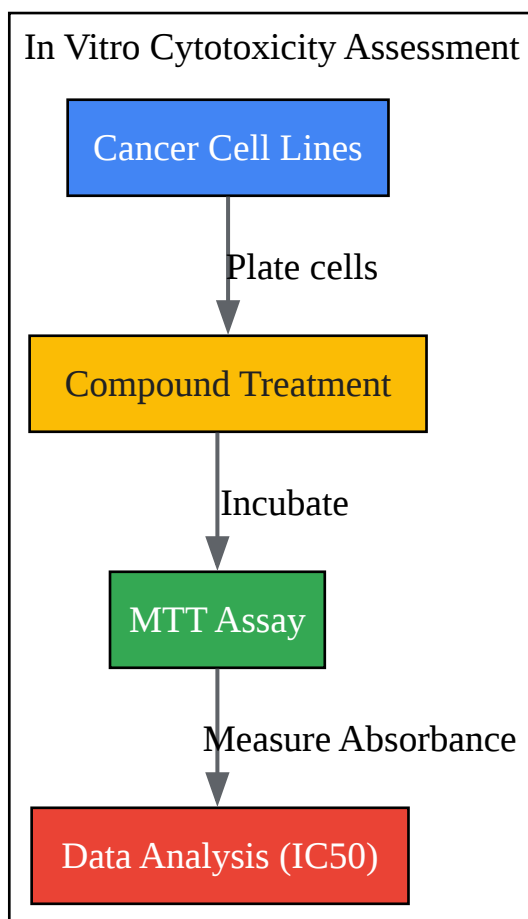 In Vitro Cytotoxicity Assessment
Cancer Cell Lines
Plate cells
Compound Treatment
Incubate
MTT Assay
Measure Absorbance
Data Analysis (IC50)